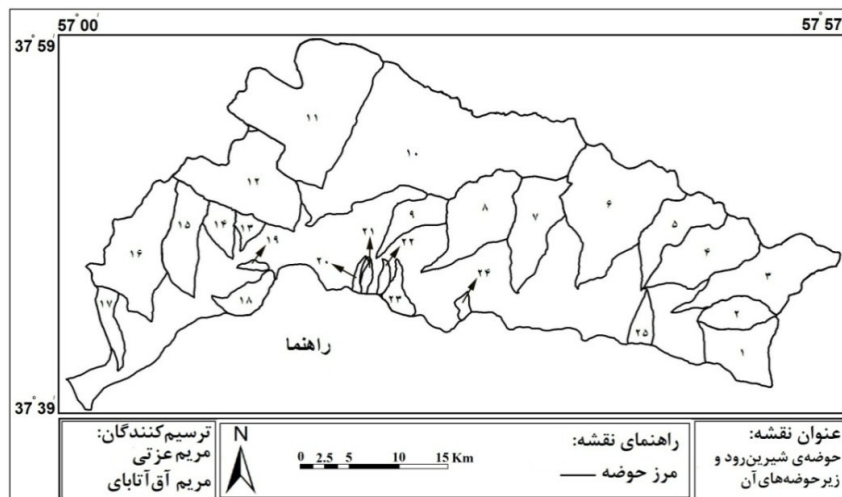 57° 00'
57° 57'
37° 59'
۱۱
۱۰
۱۲
۶
۵
۴
۳
۲
۱
۷
۸
۹
۱۳
۱۴
۱۵
۱۶
۱۷
۱۸
۱۹
۲۰
۲۱
۲۲
۲۳
۲۴
۲۵
راهنما
37° 39'
عنوان نقشه:
حوضه‌ی شیرین‌رود و
زیرحوضه‌های آن
راهنمای نقشه:
مرز حوضه
0 2.5 5 10 15 Km
N
ترسیم‌کنندگان:
مریم عزتی
مریم آق‌آتابای